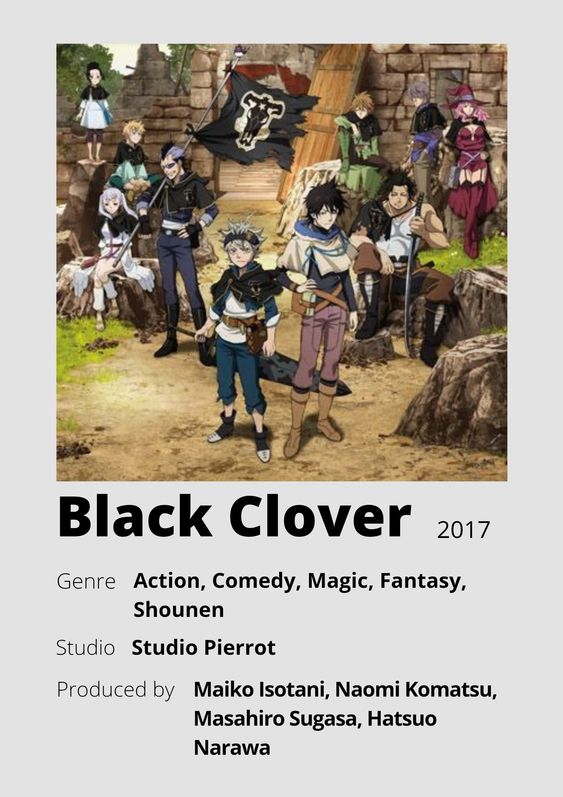 Black Clover 2017
Genre Action, Comedy, Magic, Fantasy,
Shounen
Studio Studio Pierrot
Produced by Maiko Isotani, Naomi Komatsu,
Masahiro Sugasa, Hatsuo
Narawa